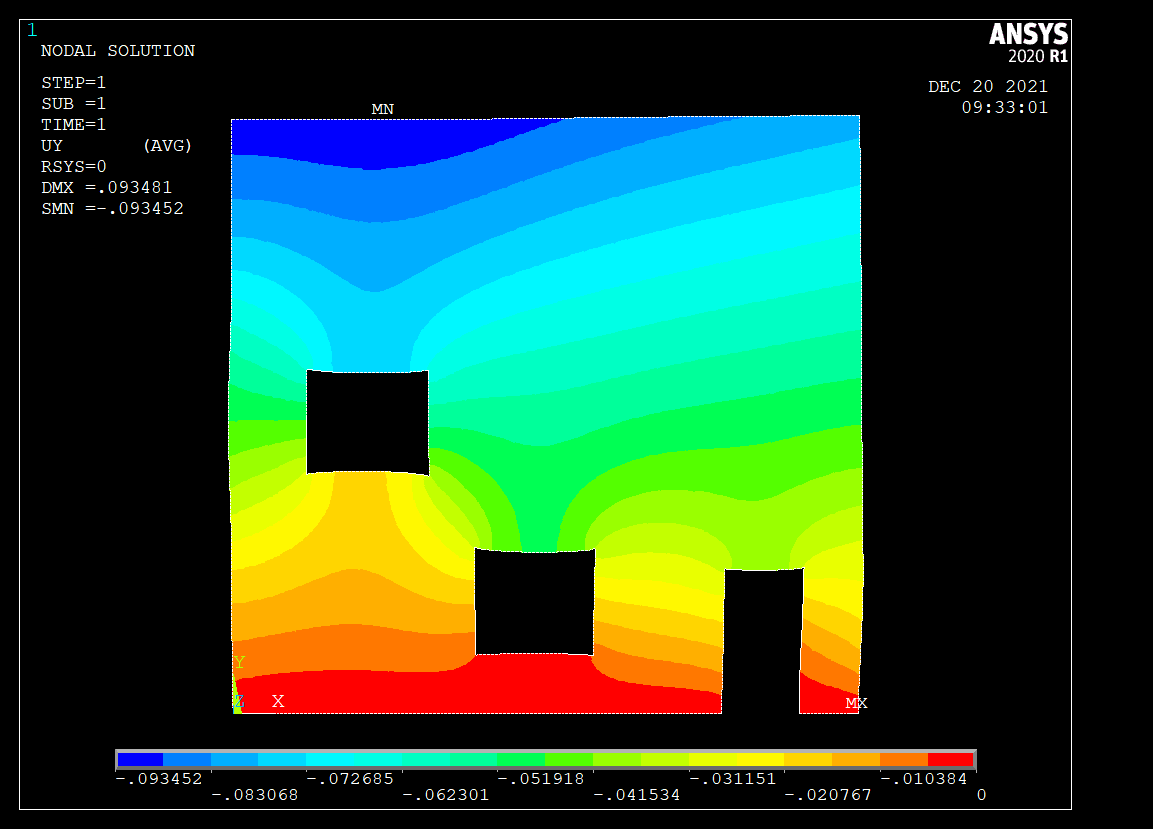 1
ANSYS
2020 R1
NODAL SOLUTION
STEP=1
SUB =1
TIME=1
UY (AVG)
RSYS=0
DMX =.093481
SMN =-.093452
DEC 20 2021
09:33:01
MN
Y
Z X
MX
-.093452 -.072685 -.051918 -.031151 -.010384
-.083068 -.062301 -.041534 -.020767 0